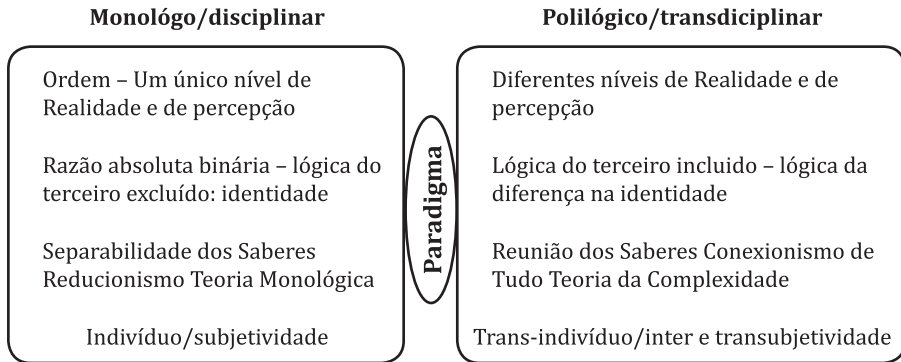 Monológo/disciplinar
Ordem – Um único nível de
Realidade e de percepção
Razão absoluta binária – lógica do
terceiro excluído: identidade
Separabilidade dos Saberes
Reducionismo Teoria Monológica
Indivíduo/subjetividade
Paradigma
Polilógico/transdiciplinar
Diferentes níveis de Realidade e de
percepção
Lógica do terceiro incluido – lógica da
diferença na identidade
Reunião dos Saberes Conexionismo de
Tudo Teoria da Complexidade
Trans-indivíduo/inter e transubjetividade